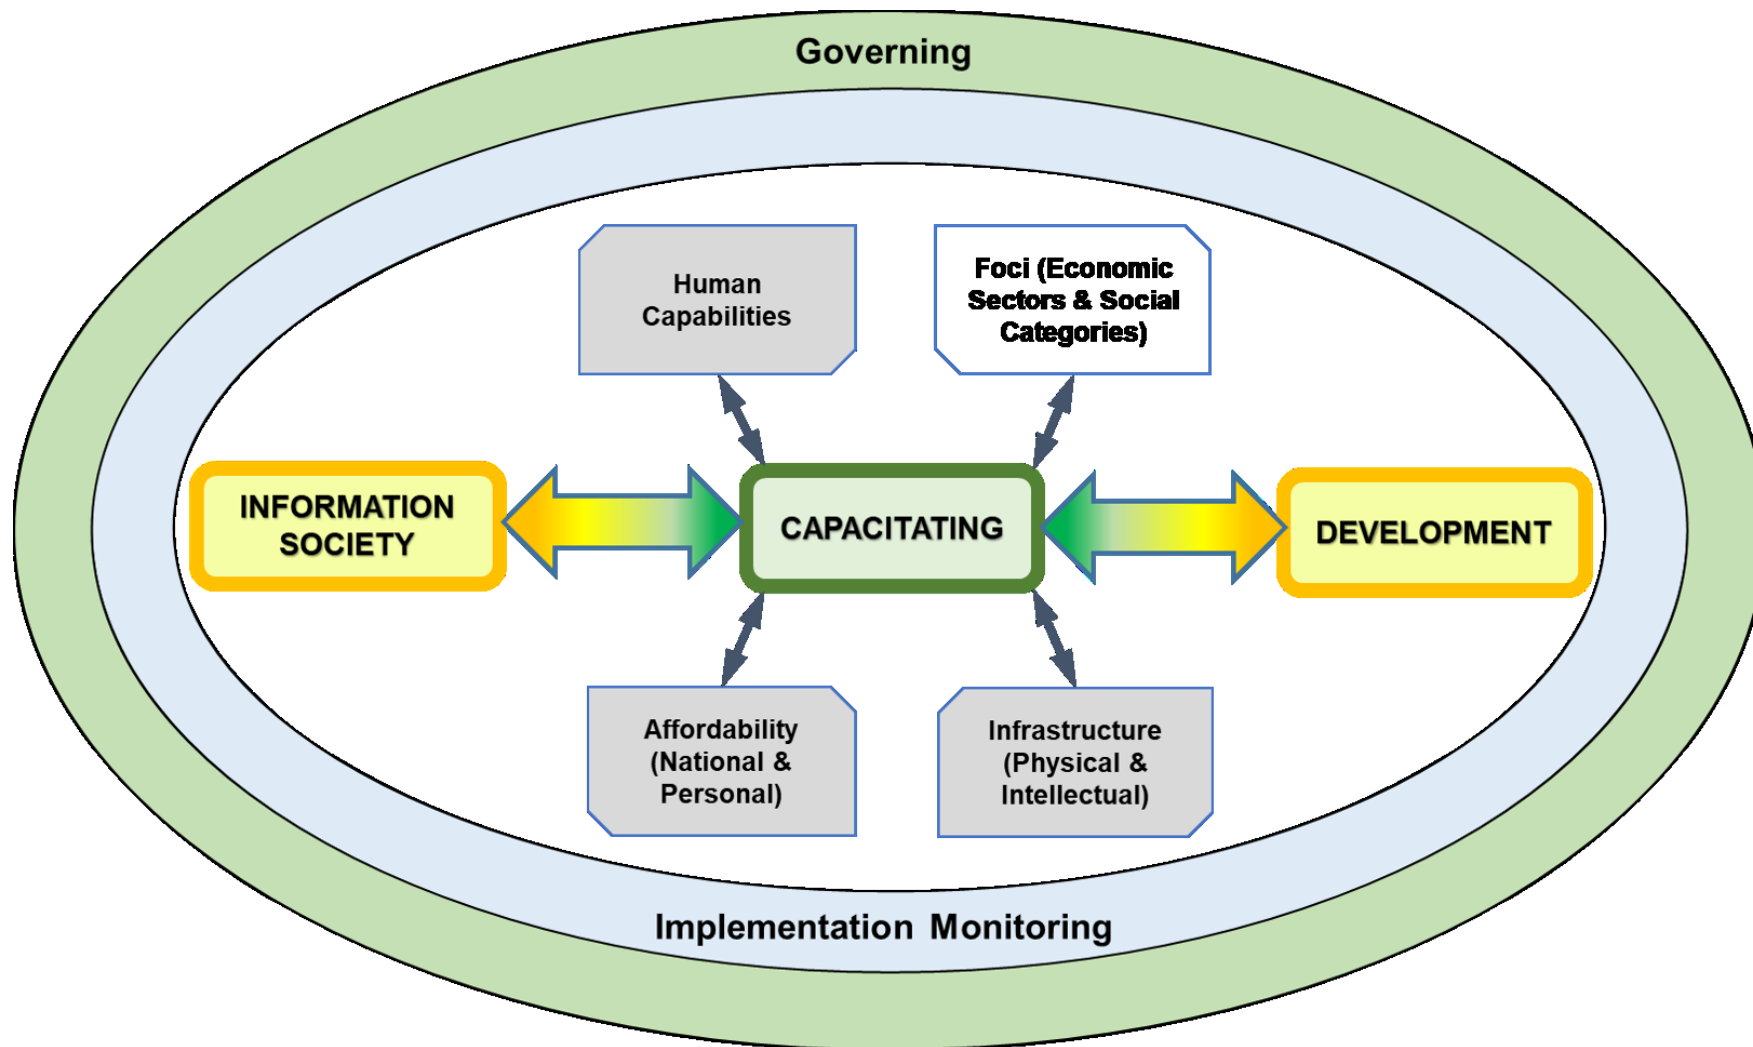 Governing
Human
Capabilities
Foci (Economic
Sectors & Social
Categories)
INFORMATION
SOCIETY
CAPACITATING
DEVELOPMENT
Affordability
(National &
Personal)
Infrastructure
(Physical &
Intellectual)
Implementation Monitoring